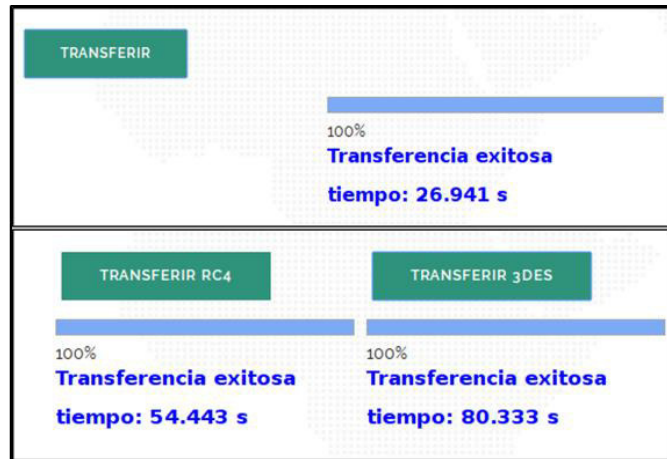 TRANSFERIR
100%
Transferencia exitosa
tiempo: 26.941 s
TRANSFERIR RC4
100%
Transferencia exitosa
tiempo: 54.443 s
TRANSFERIR 3DES
100%
Transferencia exitosa
tiempo: 80.333 s